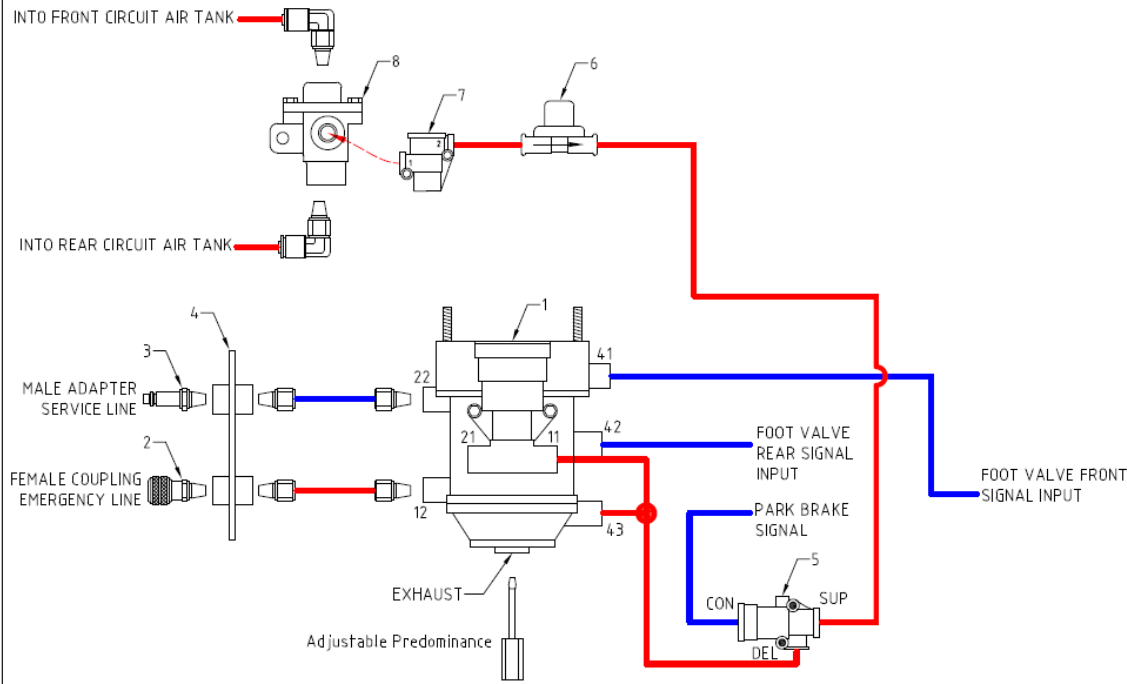 INTO FRONT CIRCUIT AIR TANK
8
6
7
2
1
INTO REAR CIRCUIT AIR TANK
1
4
3
41
MALE ADAPTER
SERVICE LINE
22
42
FOOT VALVE
REAR SIGNAL
INPUT
21
11
2
FEMALE COUPLING
EMERGENCY LINE
FOOT VALVE FRONT
SIGNAL INPUT
12
43
PARK BRAKE
SIGNAL
5
EXHAUST
CON
SUP
DEL
Adjustable Predominance